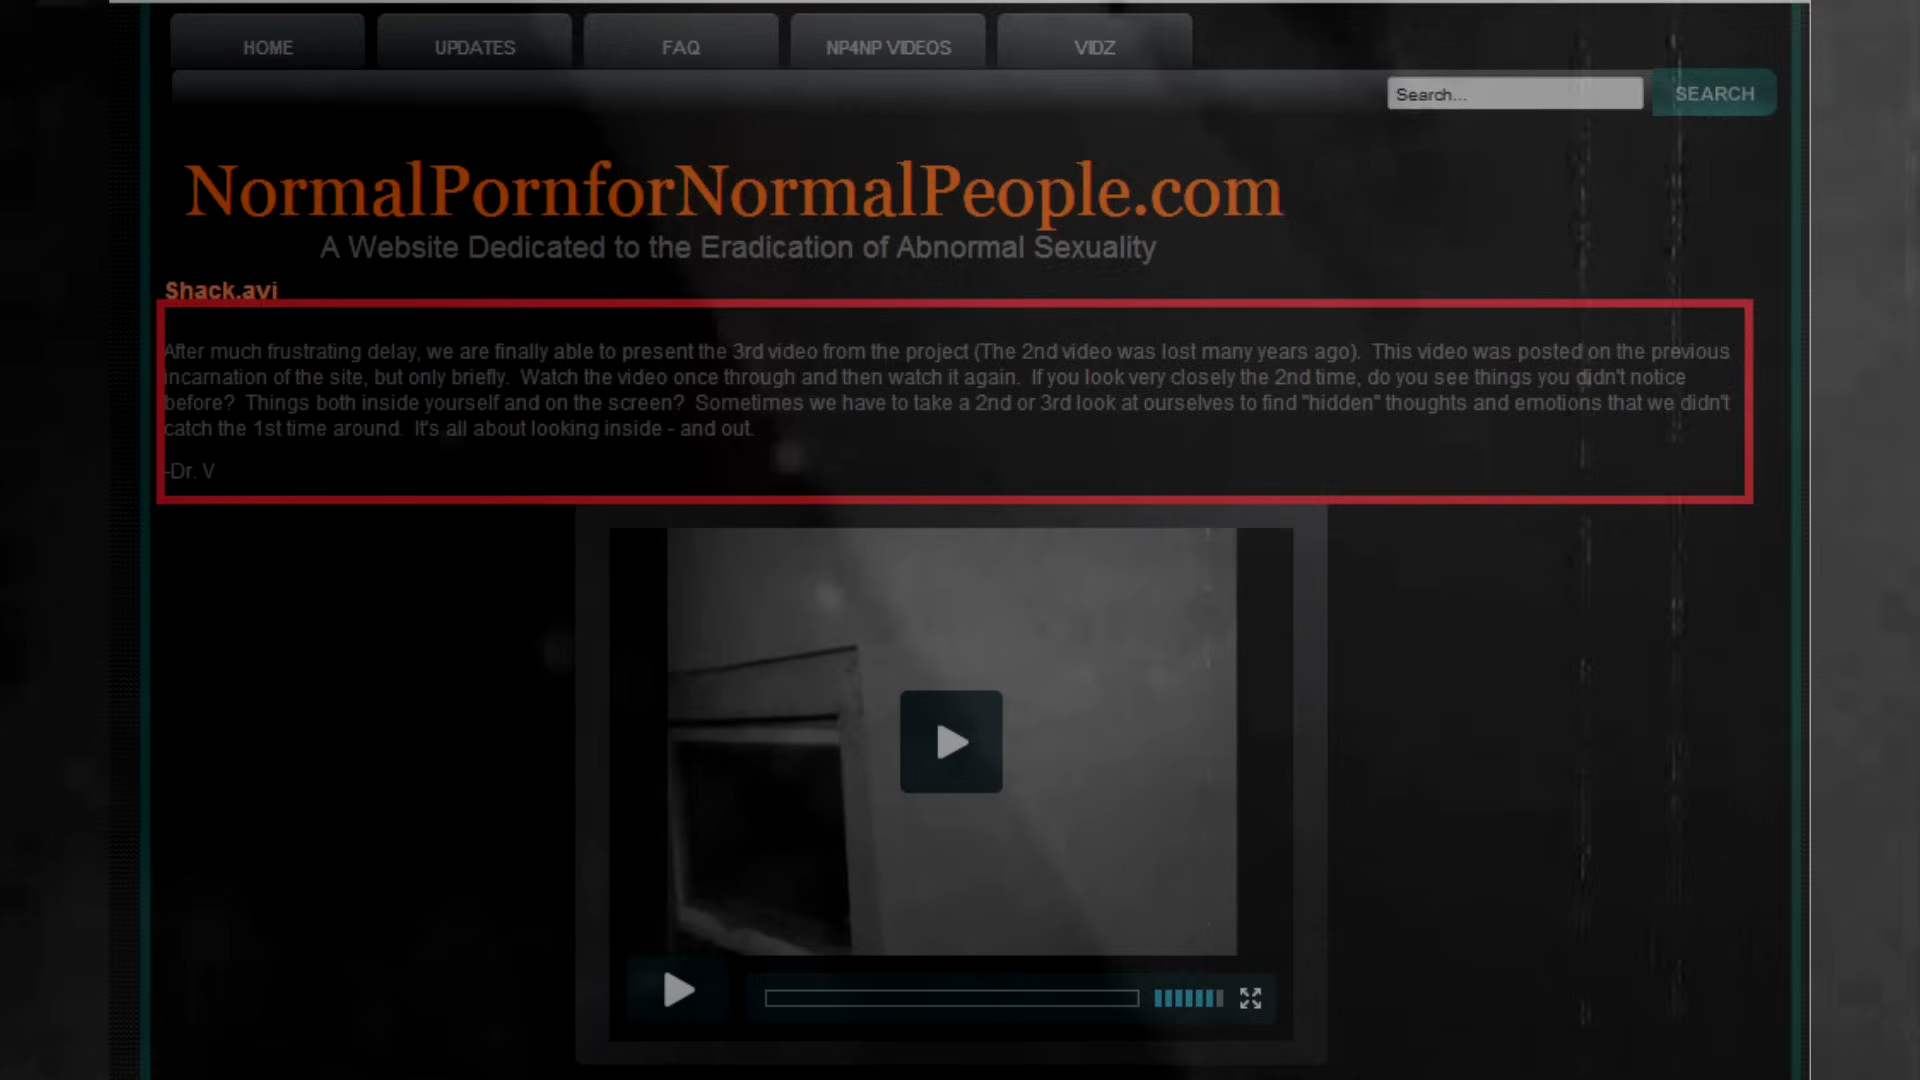 HOME UPDATES FAQ NP4NP VIDEOS VIDZ
Search... SEARCH
NormalPornforNormalPeople.com
A Website Dedicated to the Eradication of Abnormal Sexuality
Shack.avi
After much frustrating delay, we are finally able to present the 3rd video from the project (The 2nd video was lost many years ago).  This video was posted on the previous
incarnation of the site, but only briefly.  Watch the video once through and then watch it again.  If you look very closely the 2nd time, do you see things you didn't notice
before?  Things both inside yourself and on the screen?  Sometimes we have to take a 2nd or 3rd look at ourselves to find "hidden" thoughts and emotions that we didn't
catch the 1st time around.  It's all about looking inside - and out.
-Dr. V